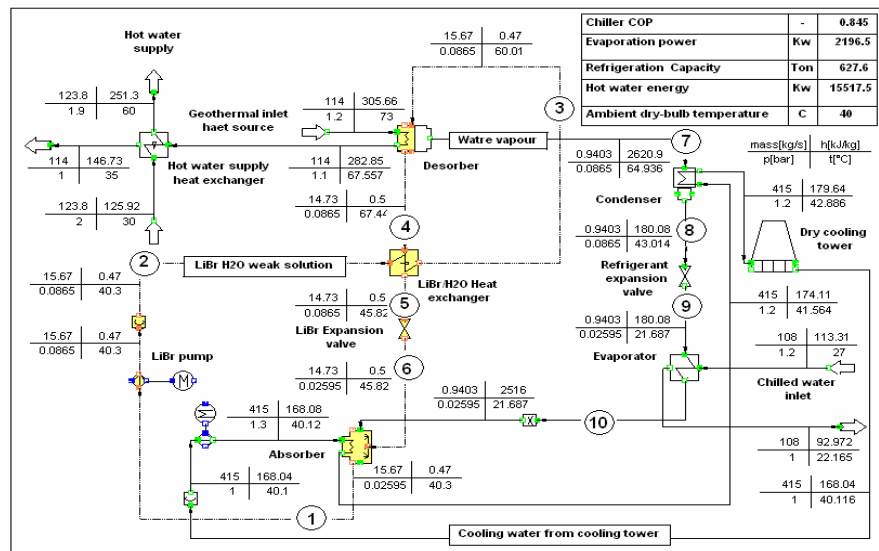 Hot water
supply
15.67 0.47
0.0865 60.01
Chiller COP - 0.845
Evaporation power Kw 2196.5
Refrigeration Capacity Ton 627.6
Hot water energy Kw 15517.5
Ambient dry-bulb temperature C 40
123.8 251.3
1.9 60
Geothermal inlet
haet source
114 305.66
1.2 73
3
Watre vapour
7
mass[kg/s] h[kJ/kg]
p[bar] t[°C]
114 146.73
1 35
Hot water supply
heat exchanger
114 282.85
1.1 67.557
Desorber
0.9403 2620.9
0.0865 64.936
Condenser
415 179.64
1.2 42.886
123.8 125.92
2 30
14.73 0.5
0.0865 67.44
4
8
0.9403 180.08
0.0865 43.014
Dry cooling
tower
2
LiBr H2O weak solution
LiBr/H2O Heat
exchanger
Refrigerant
expansion
valve
15.67 0.47
0.0865 40.3
5
14.73 0.5
0.0865 45.82
9
415 174.11
1.2 41.564
LiBr Expansion
valve
0.9403 180.08
0.02595 21.687
108 113.31
1.2 27
15.67 0.47
0.0865 40.3
LiBr pump
M
6
14.73 0.5
0.02595 45.82
Evaporator
Chilled water
inlet
0.9403 2516
0.02595 21.687
10
M
415 168.08
1.3 40.12
Absorber
108 92.972
1 22.165
415 168.04
1 40.1
15.67 0.47
0.02595 40.3
415 168.04
1 40.116
1
Cooling water from cooling tower